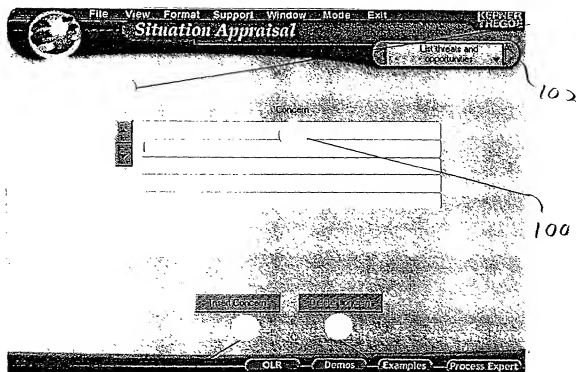 File View Format Support Window Mode Exit
KEPNER TREGOE
Situation Appraisal
List threats and
opportunities
102
Concern
100
Insert Concern Delete Concern
OLR Demos Examples Process Expert